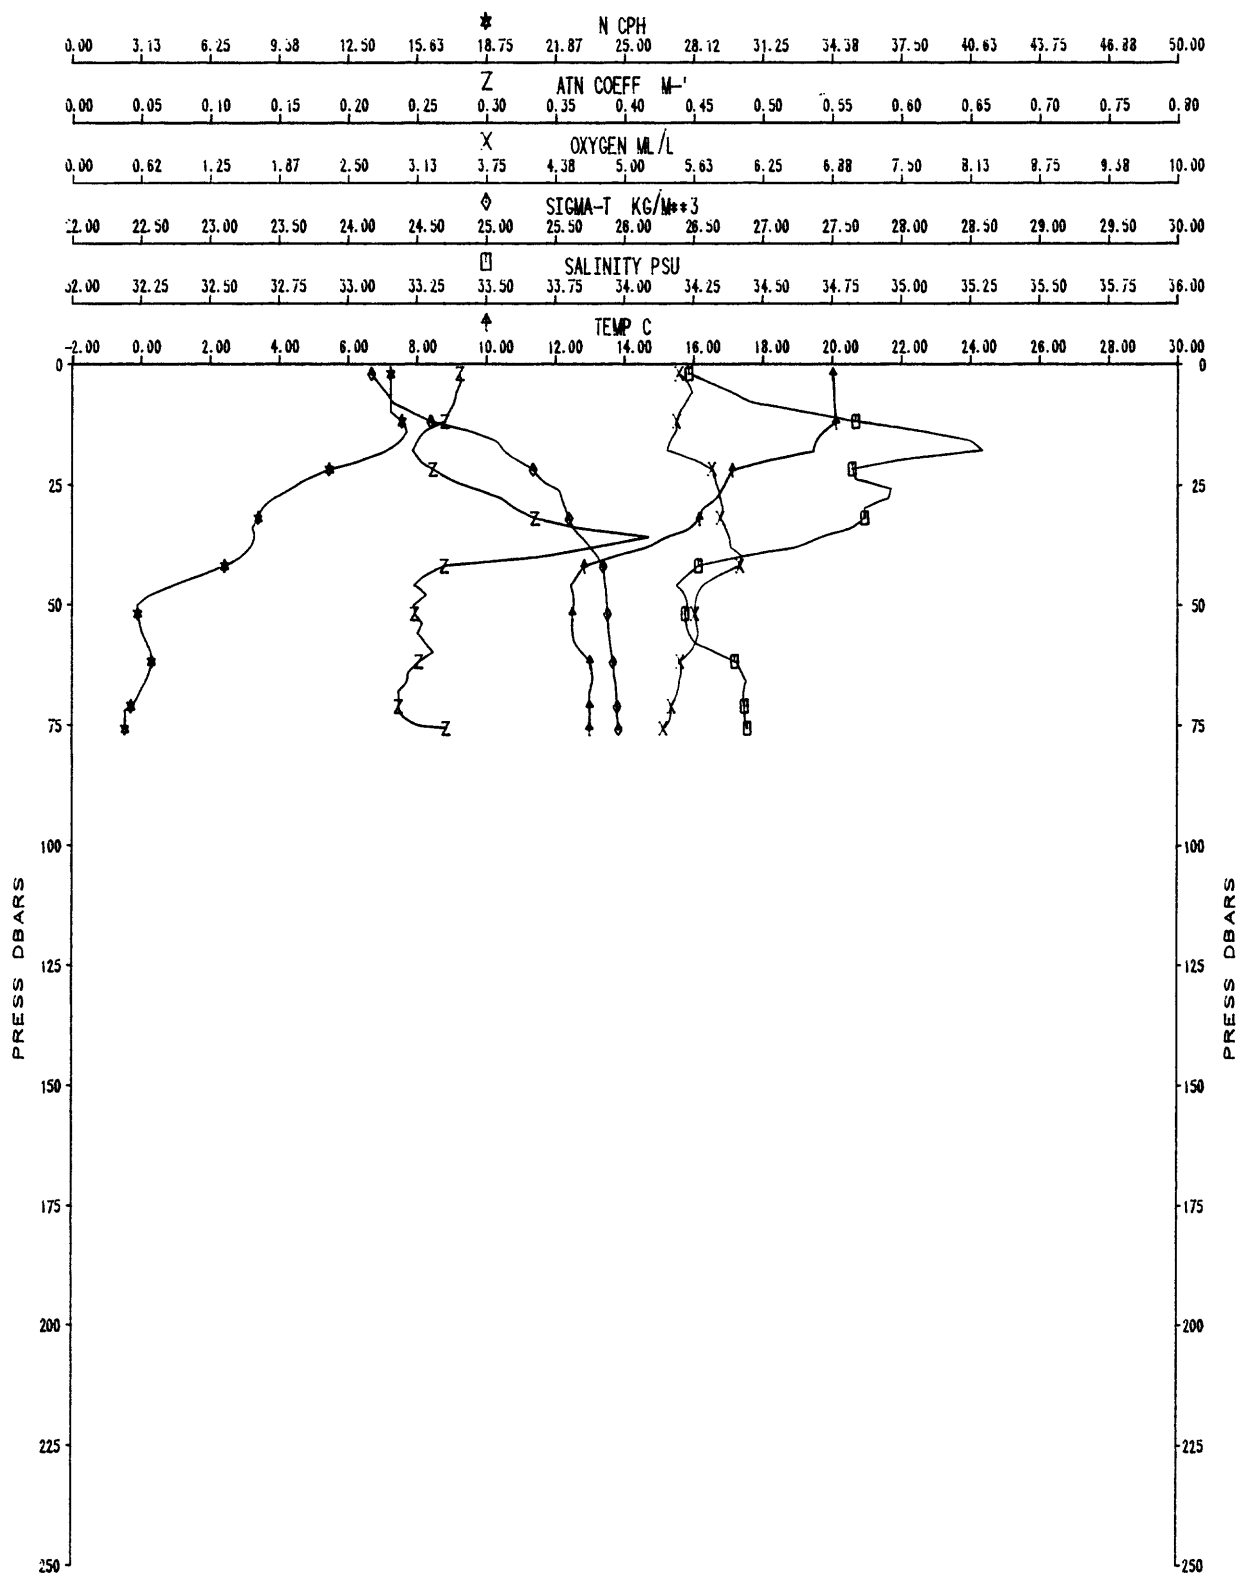 N CPH
0.00 3.13 6.25 9.38 12.50 15.63 18.75 21.87 25.00 28.12 31.25 34.38 37.50 40.63 43.75 46.88 50.00
Z ATN COEFF M-'
0.00 0.05 0.10 0.15 0.20 0.25 0.30 0.35 0.40 0.45 0.50 0.55 0.60 0.65 0.70 0.75 0.80
X OXYGEN ML/L
0.00 0.62 1.25 1.87 2.50 3.13 3.75 4.38 5.00 5.63 6.25 6.88 7.50 8.13 8.75 9.38 10.00
SIGMA-T KG/M**3
22.00 22.50 23.00 23.50 24.00 24.50 25.00 25.50 26.00 26.50 27.00 27.50 28.00 28.50 29.00 29.50 30.00
SALINITY PSU
32.00 32.25 32.50 32.75 33.00 33.25 33.50 33.75 34.00 34.25 34.50 34.75 35.00 35.25 35.50 35.75 36.00
TEMP C
-2.00 0.00 2.00 4.00 6.00 8.00 10.00 12.00 14.00 16.00 18.00 20.00 22.00 24.00 26.00 28.00 30.00
0 0
25 25
50 50
75 75
100 100
PRESS DBARS PRESS DBARS
125 125
150 150
175 175
200 200
225 225
250 250